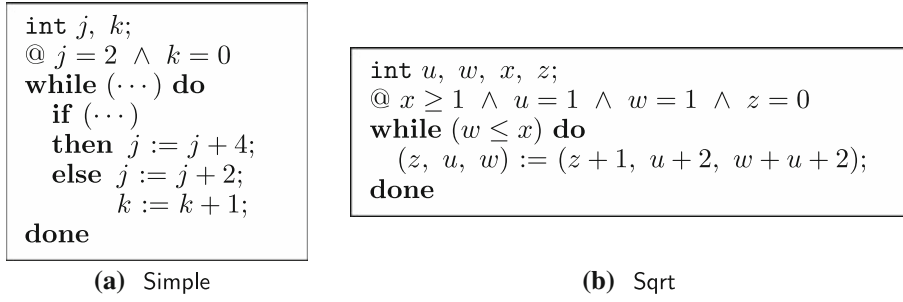 int j, k;
@ j = 2 ∧ k = 0
while (···) do
if (···)
then j := j + 4;
else j := j + 2;
k := k + 1;
done
(a) Simple
int u, w, x, z;
@ x ≥ 1 ∧ u = 1 ∧ w = 1 ∧ z = 0
while (w ≤ x) do
(z, u, w) := (z + 1, u + 2, w + u + 2);
done
(b) Sqrt